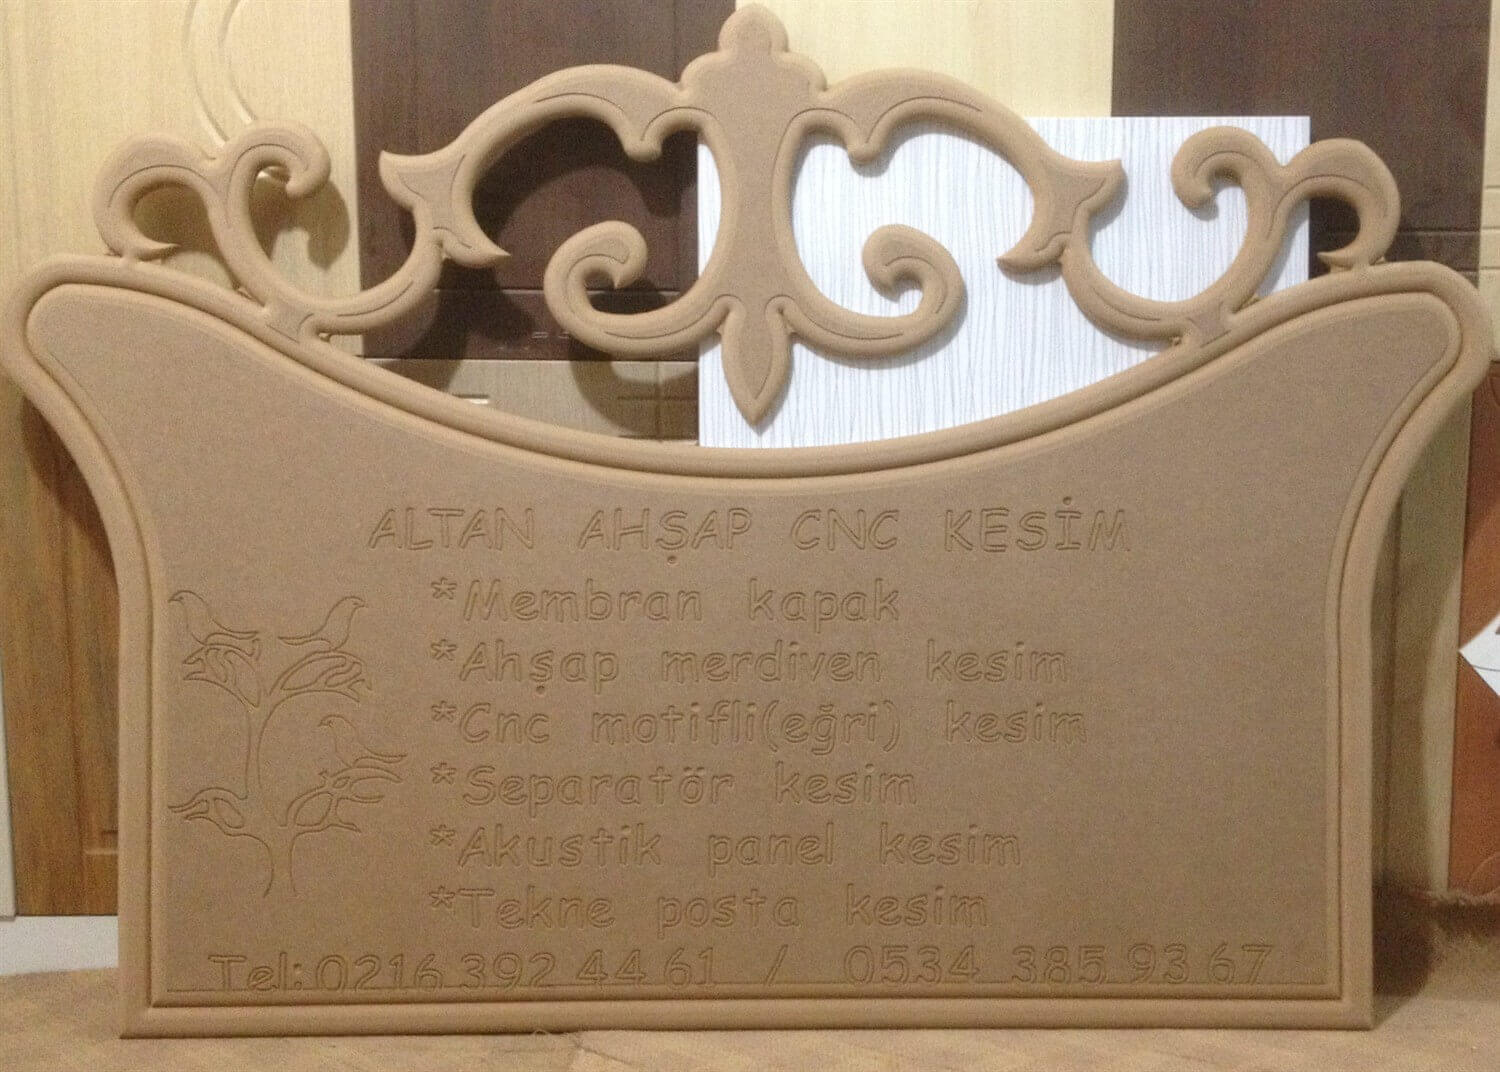 ALTAN AHŞAP CNC KESİM
*Membran kapak
*Ahşap merdiven kesim
*Cnc motifli(eğri) kesim
*Separatör kesim
*Akustik panel kesim
*Tekne posta kesim
Tel: 0216 392 44 61 / 0534 385 93 67